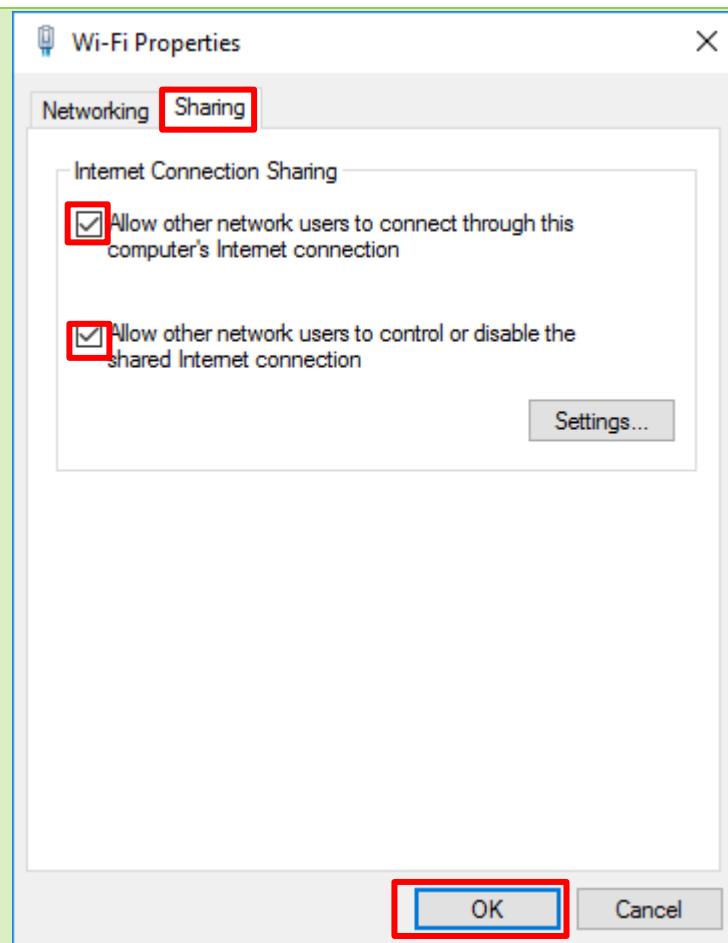 Wi-Fi Properties
Networking
Sharing
Internet Connection Sharing
Allow other network users to connect through this
computer's Internet connection
Allow other network users to control or disable the
shared Internet connection
Settings...
OK
Cancel